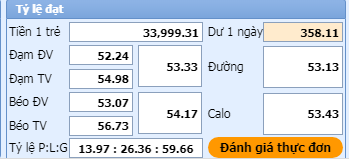 Tỷ lệ đạt
Tiền 1 trẻ 33,999.31 Dư 1 ngày 358.11
Đạm ĐV 52.24
53.33 Đường 53.13
Đạm TV 54.98
Béo ĐV 53.07
54.17 Calo 53.43
Béo TV 56.73
Tỷ lệ P:L:G 13.97 : 26.36 : 59.66 Đánh giá thực đơn